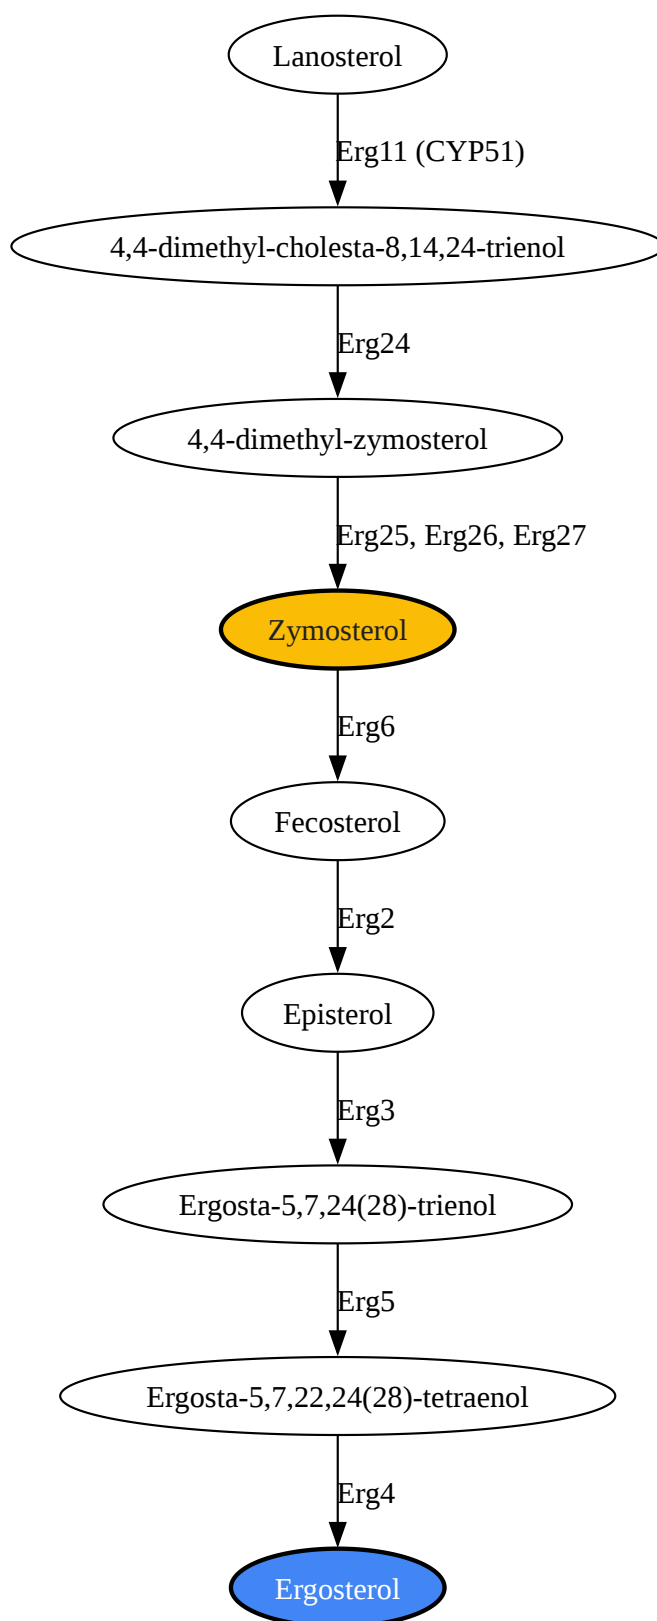 Lanosterol
Erg11 (CYP51)
4,4-dimethyl-cholesta-8,14,24-trienol
Erg24
4,4-dimethyl-zymosterol
Erg25, Erg26, Erg27
Zymosterol
Erg6
Fecosterol
Erg2
Episterol
Erg3
Ergosta-5,7,24(28)-trienol
Erg5
Ergosta-5,7,22,24(28)-tetraenol
Erg4
Ergosterol